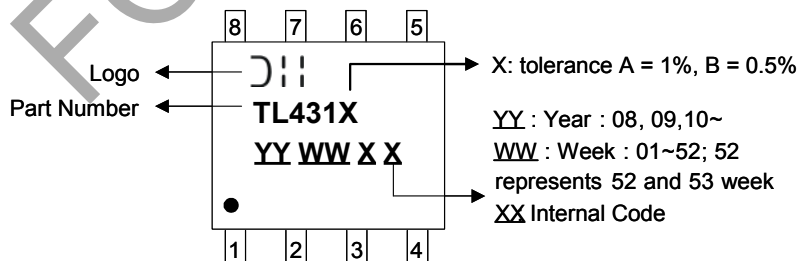 8 7 6 5
Logo
X: tolerance A = 1%, B = 0.5%
Part Number
TL431X
YY WW X X
YY : Year : 08, 09,10~
WW : Week : 01~52; 52
represents 52 and 53 week
XX Internal Code
1 2 3 4